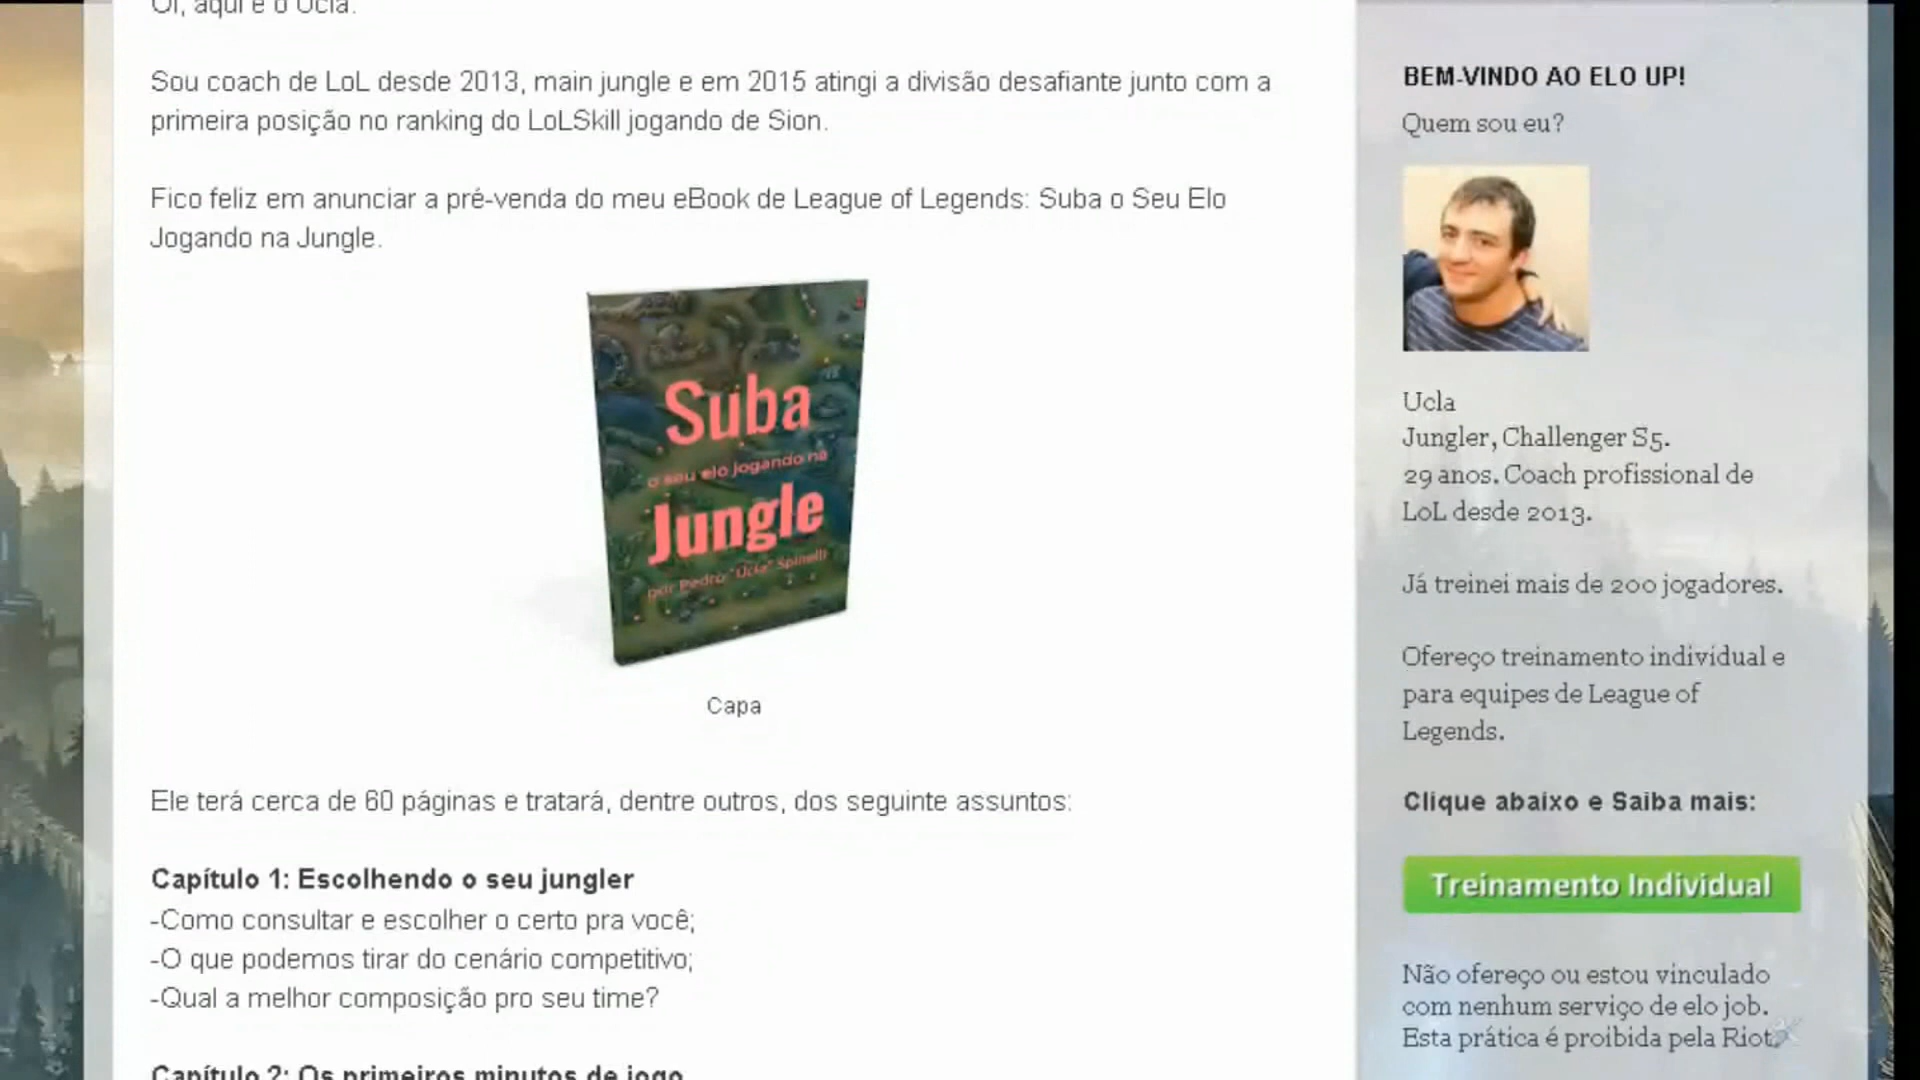 Oi, aqui é o Ucla.
Sou coach de LoL desde 2013, main jungle e em 2015 atingi a divisão desafiante junto com a
primeira posição no ranking do LoLSkill jogando de Sion.
Fico feliz em anunciar a pré-venda do meu eBook de League of Legends: Suba o Seu Elo
Jogando na Jungle.
Suba
o seu elo jogando na
Jungle
por Pedro "Ucla" Spinelli
Capa
Ele terá cerca de 60 páginas e tratará, dentre outros, dos seguinte assuntos:
Capítulo 1: Escolhendo o seu jungler
-Como consultar e escolher o certo pra você;
-O que podemos tirar do cenário competitivo;
-Qual a melhor composição pro seu time?
Capítulo 2: Os primeiros minutos de jogo
BEM-VINDO AO ELO UP!
Quem sou eu?
Ucla
Jungler, Challenger S5.
29 anos. Coach profissional de
LoL desde 2013.
Já treinei mais de 200 jogadores.
Ofereço treinamento individual e
para equipes de League of
Legends.
Clique abaixo e Saiba mais:
Treinamento Individual
Não ofereço ou estou vinculado
com nenhum serviço de elo job.
Esta prática é proibida pela Riot.